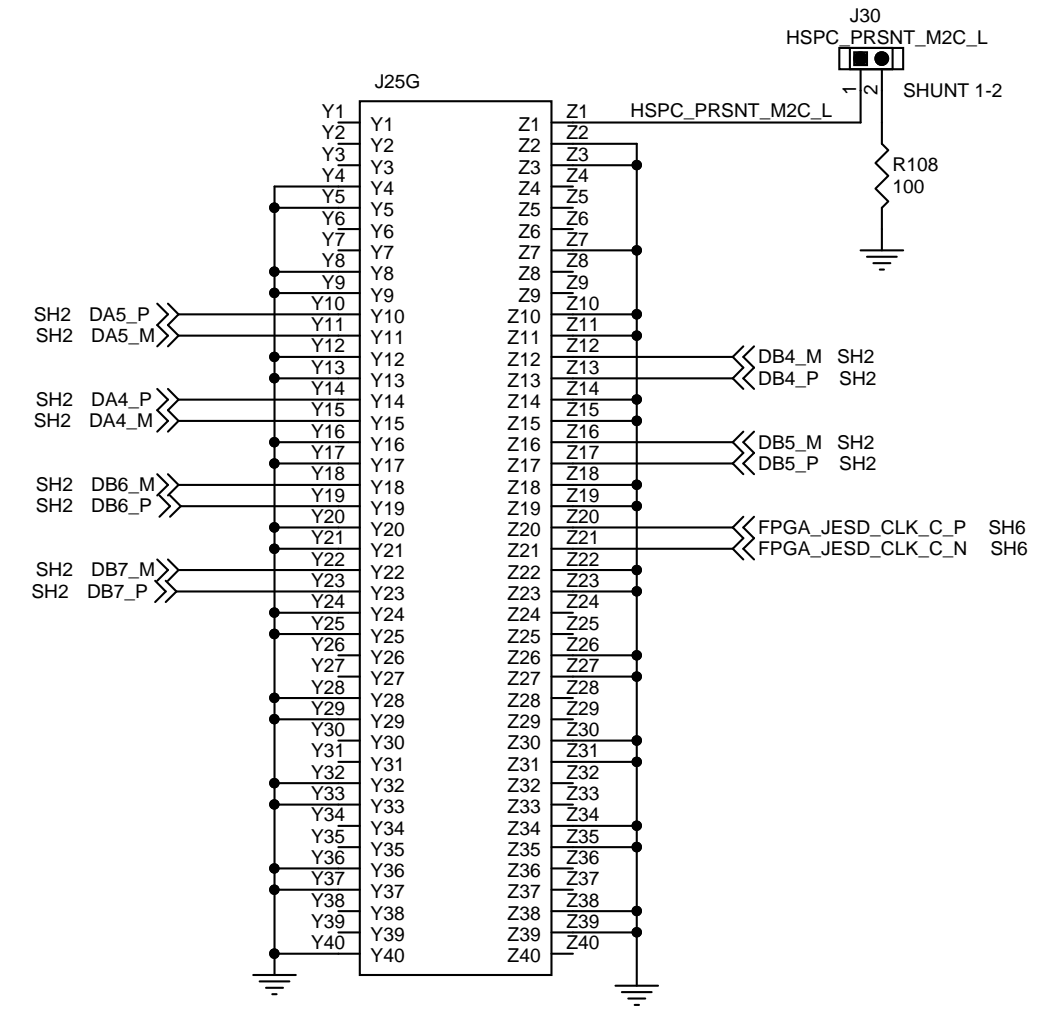 J30
HSPC_PRSNT_M2C_L
1 2 SHUNT 1-2
R108
100
J25G
HSPC_PRSNT_M2C_L
Y1 Y1 Z1 Z1
Y2 Y2 Z2 Z2
Y3 Y3 Z3 Z3
Y4 Y4 Z4 Z4
Y5 Y5 Z5 Z5
Y6 Y6 Z6 Z6
Y7 Y7 Z7 Z7
Y8 Y8 Z8 Z8
Y9 Y9 Z9 Z9
SH2 DA5_P Y10 Y10 Z10 Z10
SH2 DA5_M Y11 Y11 Z11 Z11
Y12 Y12 Z12 Z12 DB4_M SH2
Y13 Y13 Z13 Z13 DB4_P SH2
SH2 DA4_P Y14 Y14 Z14 Z14
SH2 DA4_M Y15 Y15 Z15 Z15
Y16 Y16 Z16 Z16 DB5_M SH2
Y17 Y17 Z17 Z17 DB5_P SH2
SH2 DB6_M Y18 Y18 Z18 Z18
SH2 DB6_P Y19 Y19 Z19 Z19
Y20 Y20 Z20 Z20 FPGA_JESD_CLK_C_P SH6
Y21 Y21 Z21 Z21 FPGA_JESD_CLK_C_N SH6
SH2 DB7_M Y22 Y22 Z22 Z22
SH2 DB7_P Y23 Y23 Z23 Z23
Y24 Y24 Z24 Z24
Y25 Y25 Z25 Z25
Y26 Y26 Z26 Z26
Y27 Y27 Z27 Z27
Y28 Y28 Z28 Z28
Y29 Y29 Z29 Z29
Y30 Y30 Z30 Z30
Y31 Y31 Z31 Z31
Y32 Y32 Z32 Z32
Y33 Y33 Z33 Z33
Y34 Y34 Z34 Z34
Y35 Y35 Z35 Z35
Y36 Y36 Z36 Z36
Y37 Y37 Z37 Z37
Y38 Y38 Z38 Z38
Y39 Y39 Z39 Z39
Y40 Y40 Z40 Z40